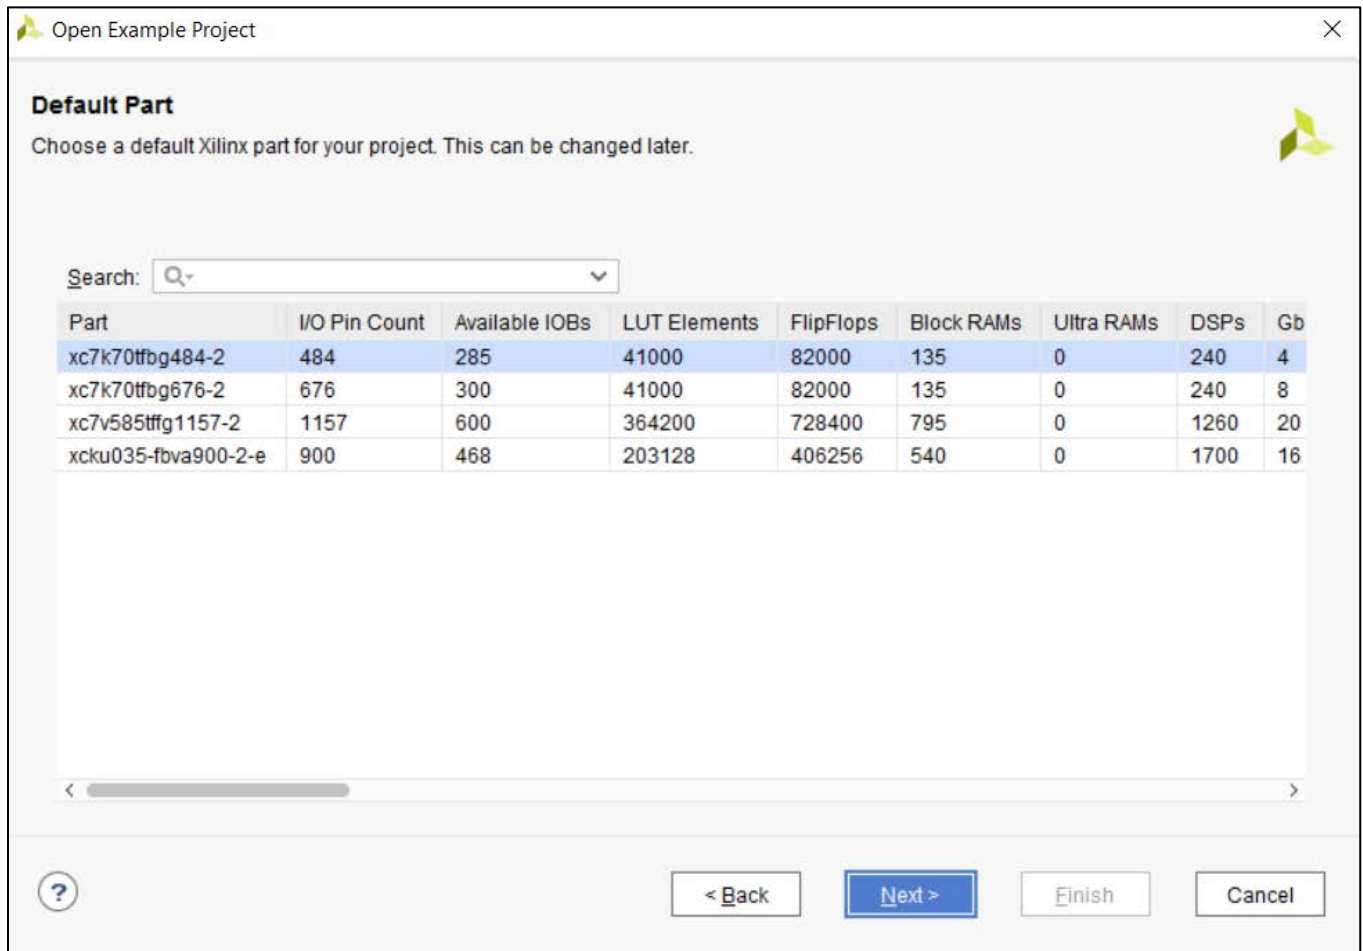 Open Example Project
Default Part
Choose a default Xilinx part for your project. This can be changed later.
Search:
Part I/O Pin Count Available IOBs LUT Elements FlipFlops Block RAMs Ultra RAMs DSPs Gb
xc7k70tfbg484-2 484 285 41000 82000 135 0 240 4
xc7k70tfbg676-2 676 300 41000 82000 135 0 240 8
xc7v585tffg1157-2 1157 600 364200 728400 795 0 1260 20
xcku035-fbva900-2-e 900 468 203128 406256 540 0 1700 16
? < Back Next > Finish Cancel